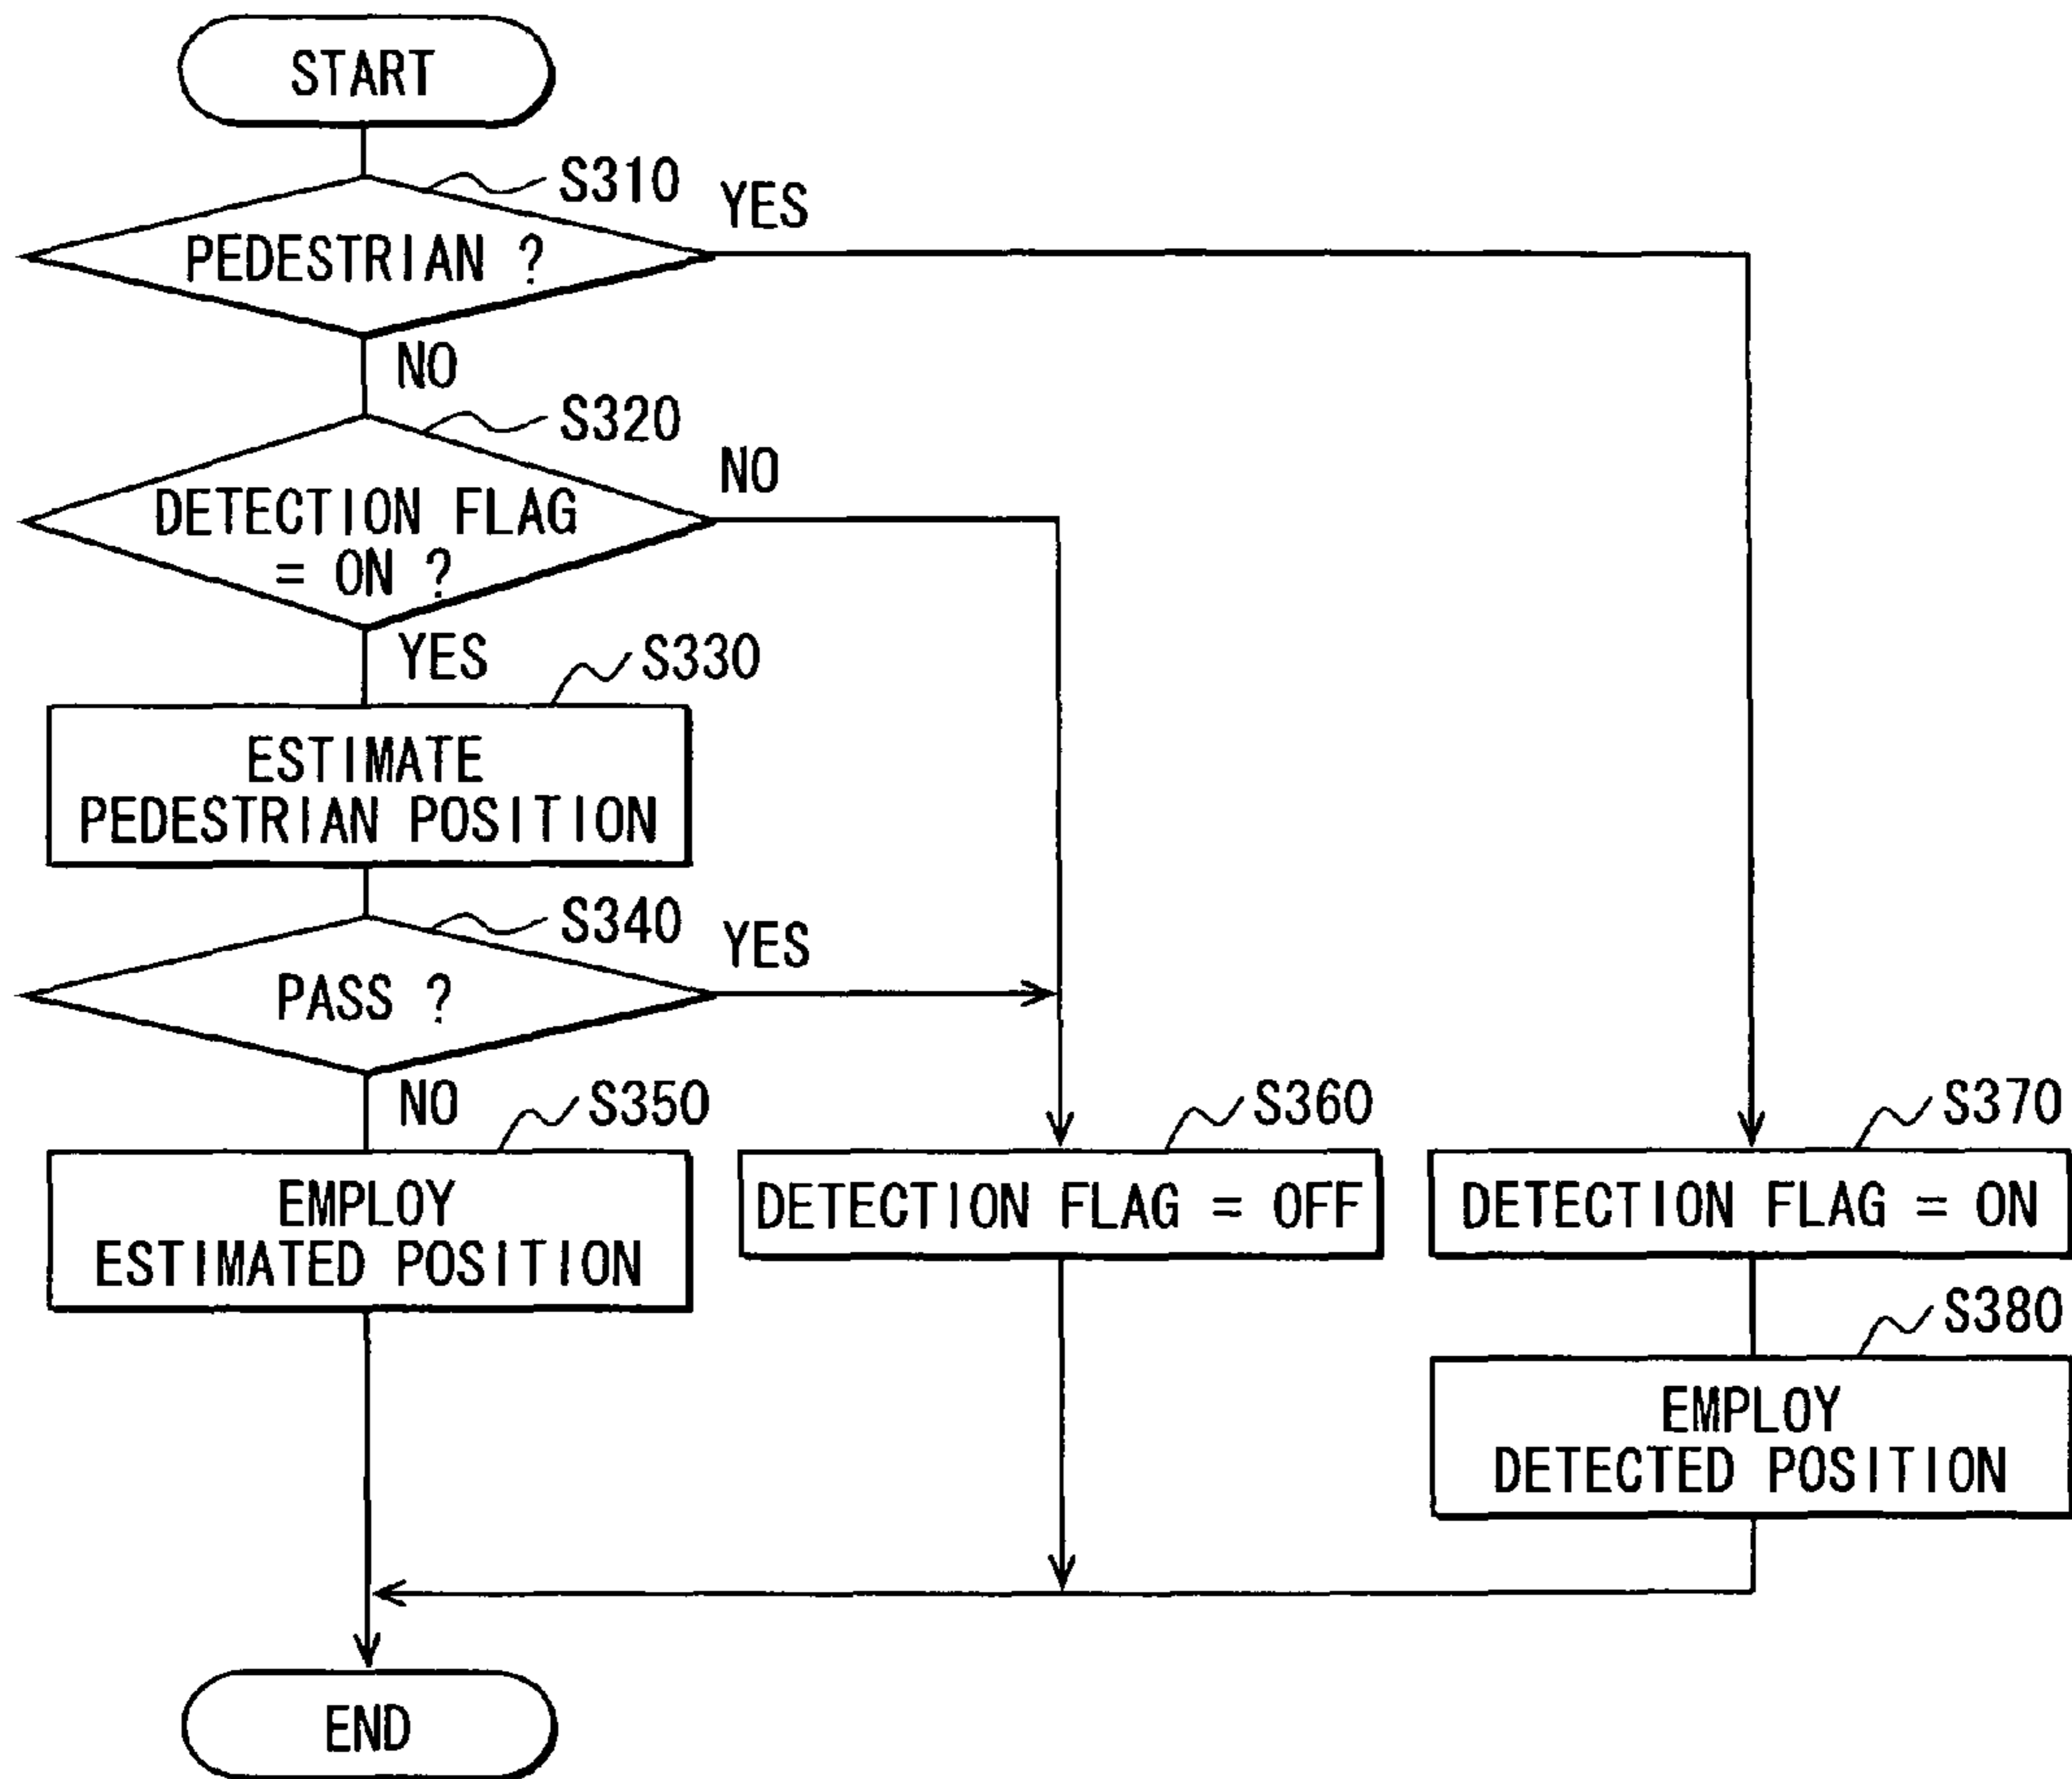 START
S310
YES
PEDESTRIAN ?
NO
S320
NO
DETECTION FLAG
= ON ?
YES
S330
ESTIMATE
PEDESTRIAN POSITION
S340
YES
PASS ?
NO
S350
EMPLOY
ESTIMATED POSITION
S360
DETECTION FLAG = OFF
S370
DETECTION FLAG = ON
S380
EMPLOY
DETECTED POSITION
END